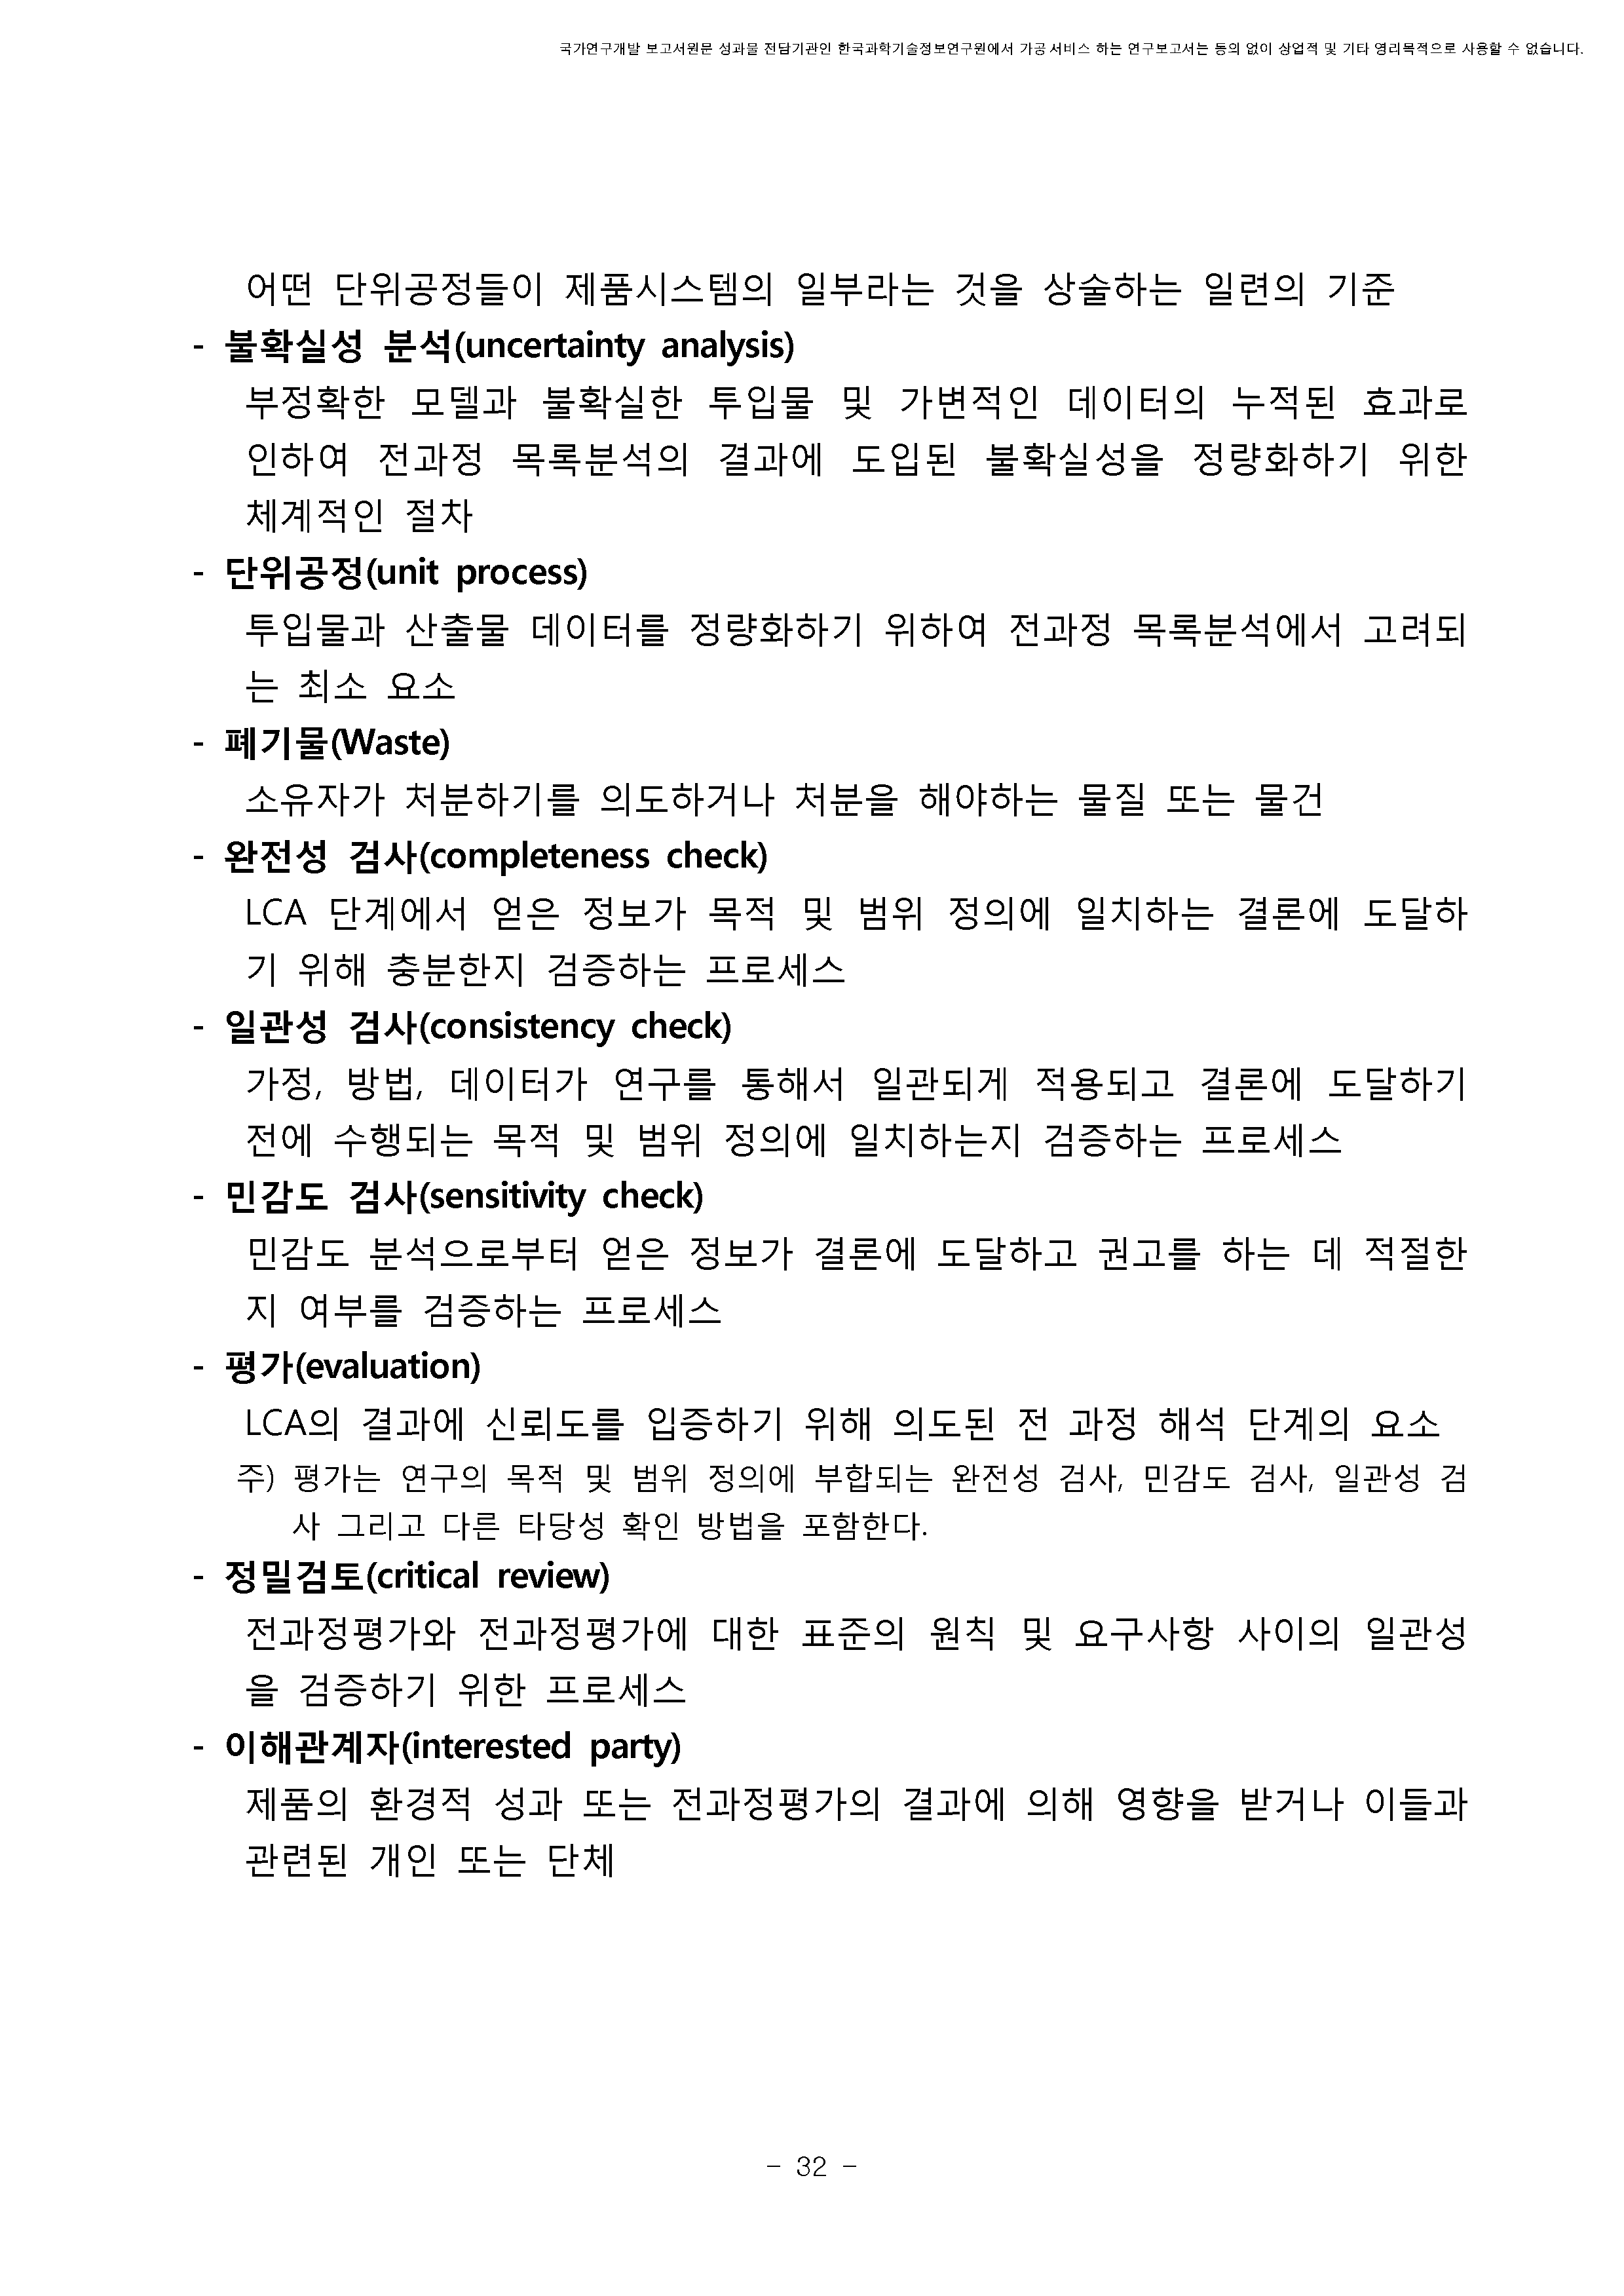 국가연구개발 보고서원문 성과물 전담기관인 한국과학기술정보연구원에서 가공·서비스 하는 연구보고서는 동의 없이 상업적 및 기타 영리목적으로 사용할 수 없습니다.
어떤 단위공정들이 제품시스템의 일부라는 것을 상술하는 일련의 기준
- 불확실성 분석(uncertainty analysis)
부정확한 모델과 불확실한 투입물 및 가변적인 데이터의 누적된 효과로
인하여 전과정 목록분석의 결과에 도입된 불확실성을 정량화하기 위한
체계적인 절차
- 단위공정(unit process)
투입물과 산출물 데이터를 정량화하기 위하여 전과정 목록분석에서 고려되
는 최소 요소
- 폐기물(Waste)
소유자가 처분하기를 의도하거나 처분을 해야하는 물질 또는 물건
- 완전성 검사(completeness check)
LCA 단계에서 얻은 정보가 목적 및 범위 정의에 일치하는 결론에 도달하
기 위해 충분한지 검증하는 프로세스
- 일관성 검사(consistency check)
가정, 방법, 데이터가 연구를 통해서 일관되게 적용되고 결론에 도달하기
전에 수행되는 목적 및 범위 정의에 일치하는지 검증하는 프로세스
- 민감도 검사(sensitivity check)
민감도 분석으로부터 얻은 정보가 결론에 도달하고 권고를 하는 데 적절한
지 여부를 검증하는 프로세스
- 평가(evaluation)
LCA의 결과에 신뢰도를 입증하기 위해 의도된 전 과정 해석 단계의 요소
주) 평가는 연구의 목적 및 범위 정의에 부합되는 완전성 검사, 민감도 검사, 일관성 검
사 그리고 다른 타당성 확인 방법을 포함한다.
- 정밀검토(critical review)
전과정평가와 전과정평가에 대한 표준의 원칙 및 요구사항 사이의 일관성
을 검증하기 위한 프로세스
- 이해관계자(interested party)
제품의 환경적 성과 또는 전과정평가의 결과에 의해 영향을 받거나 이들과
관련된 개인 또는 단체
- 32 -